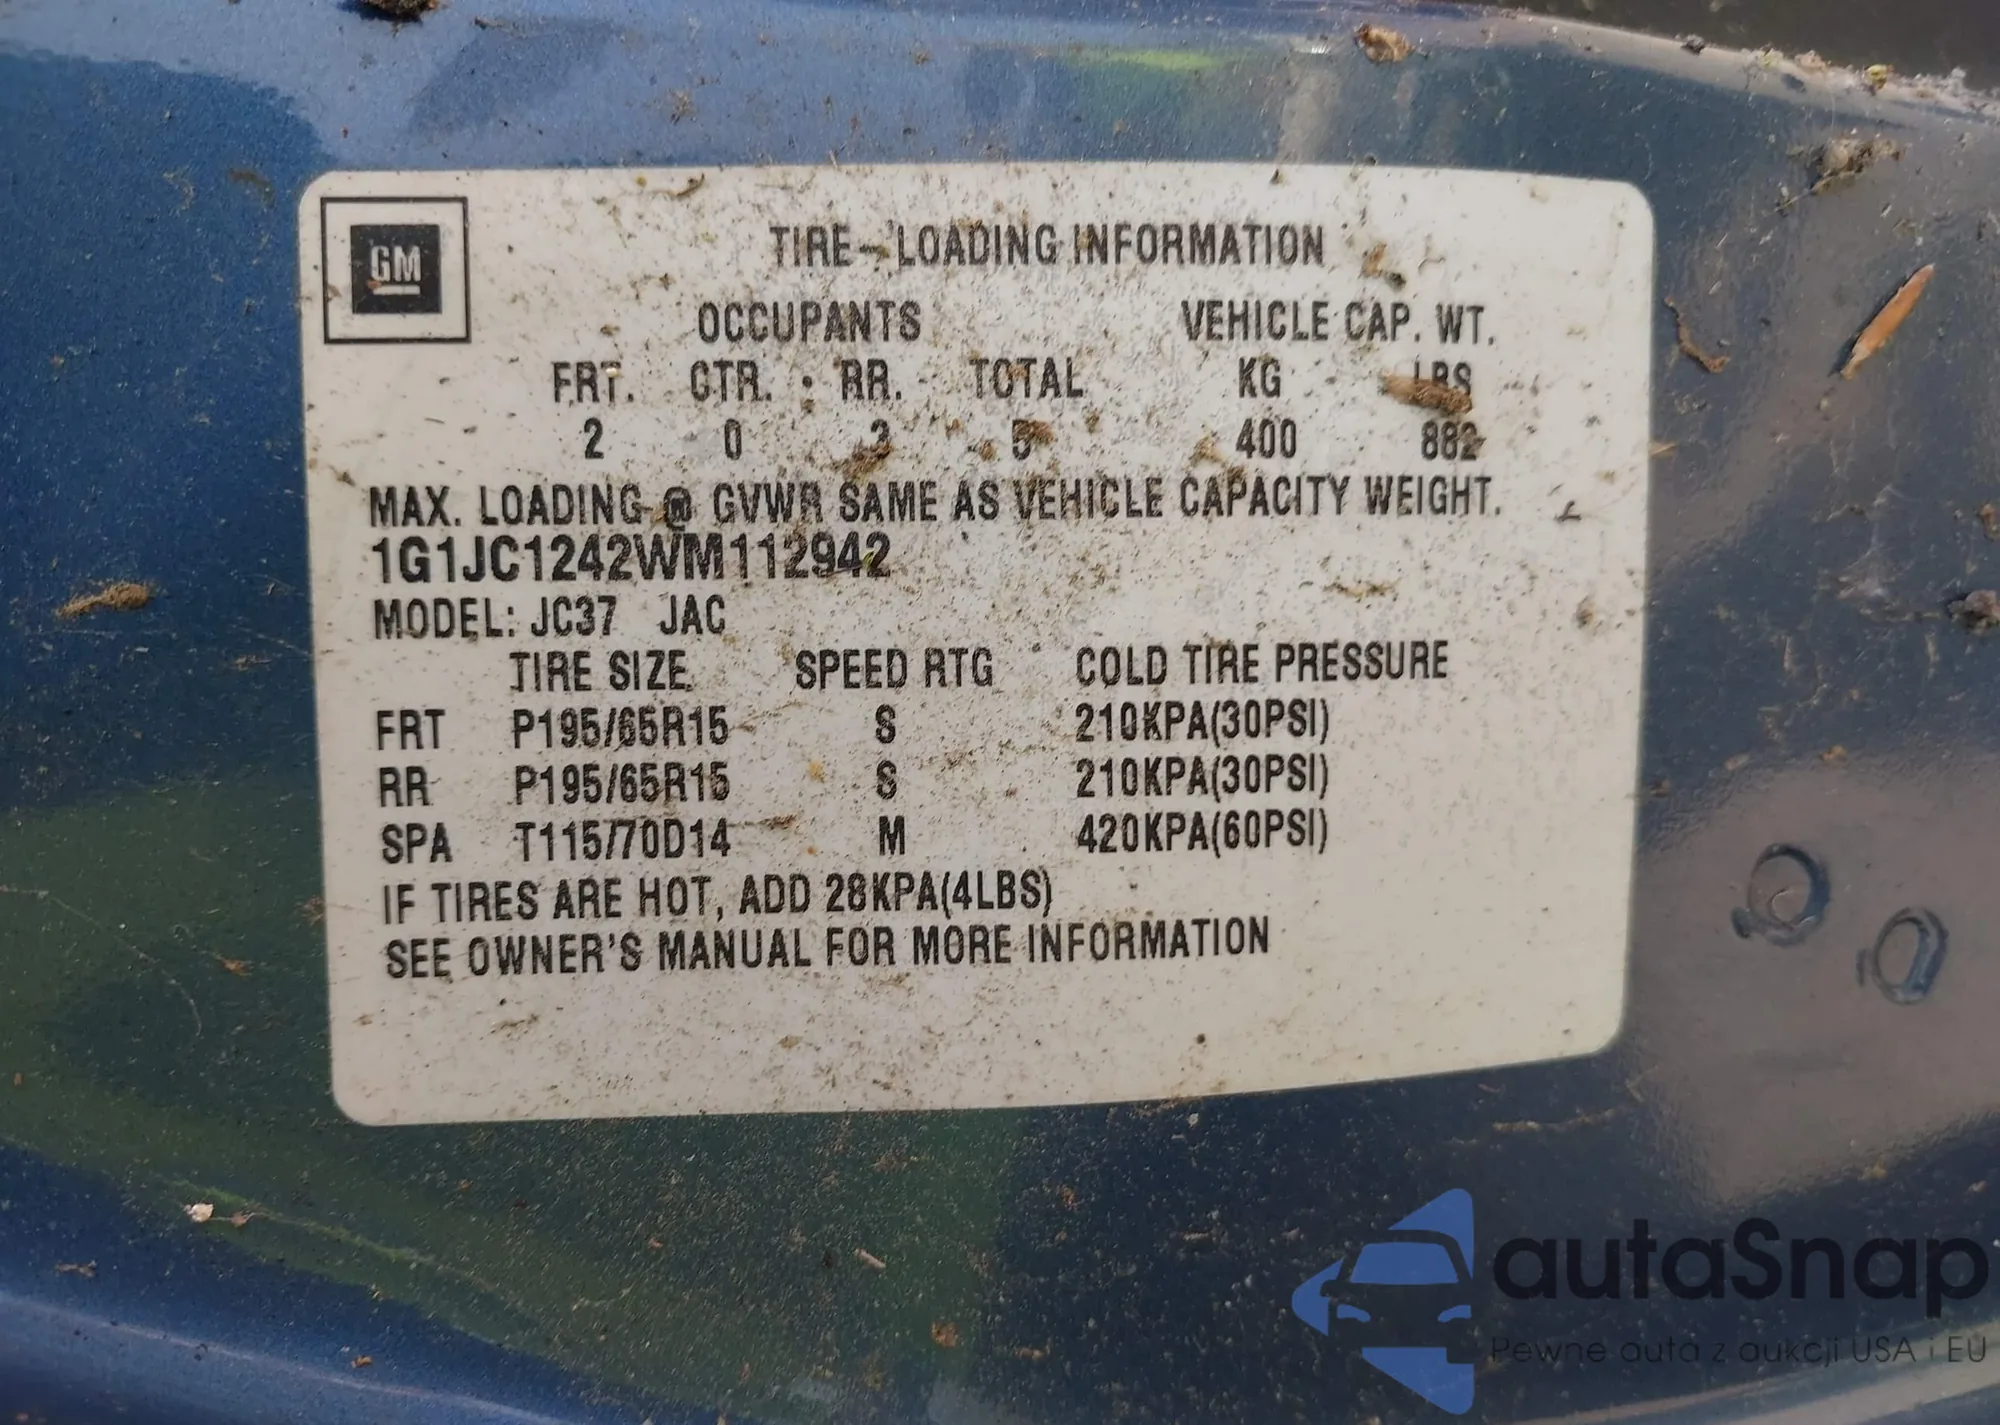 GM
TIRE-LOADING INFORMATION
OCCUPANTS VEHICLE CAP. WT.
FRT. CTR. RR. TOTAL KG LBS
2 0 3 5 400 882
MAX. LOADING @ GVWR SAME AS VEHICLE CAPACITY WEIGHT.
1G1JC1242WM112942
MODEL: JC37 JAC
TIRE SIZE SPEED RTG COLD TIRE PRESSURE
FRT P195/65R15 S 210KPA(30PSI)
RR P195/65R15 S 210KPA(30PSI)
SPA T115/70D14 M 420KPA(60PSI)
IF TIRES ARE HOT, ADD 28KPA(4LBS)
SEE OWNER'S MANUAL FOR MORE INFORMATION
autaSnap
Pewne auta z aukcji USA i EU